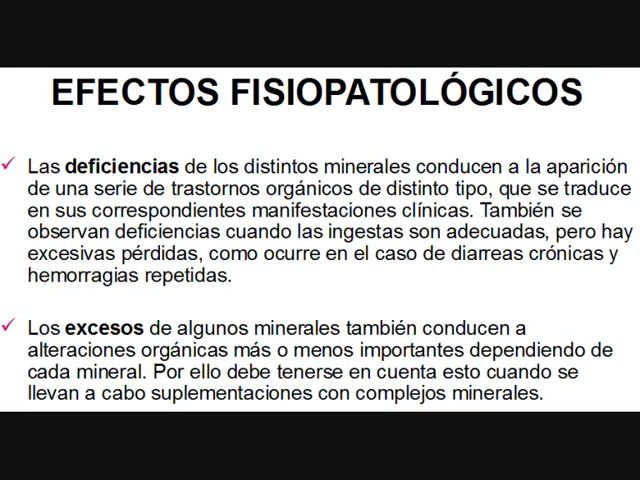 EFECTOS FISIOPATOLÓGICOS
Las deficiencias de los distintos minerales conducen a la aparición
de una serie de trastornos orgánicos de distinto tipo, que se traduce
en sus correspondientes manifestaciones clínicas. También se
observan deficiencias cuando las ingestas son adecuadas, pero hay
excesivas pérdidas, como ocurre en el caso de diarreas crónicas y
hemorragias repetidas.
Los excesos de algunos minerales también conducen a
alteraciones orgánicas más o menos importantes dependiendo de
cada mineral. Por ello debe tenerse en cuenta esto cuando se
llevan a cabo suplementaciones con complejos minerales.